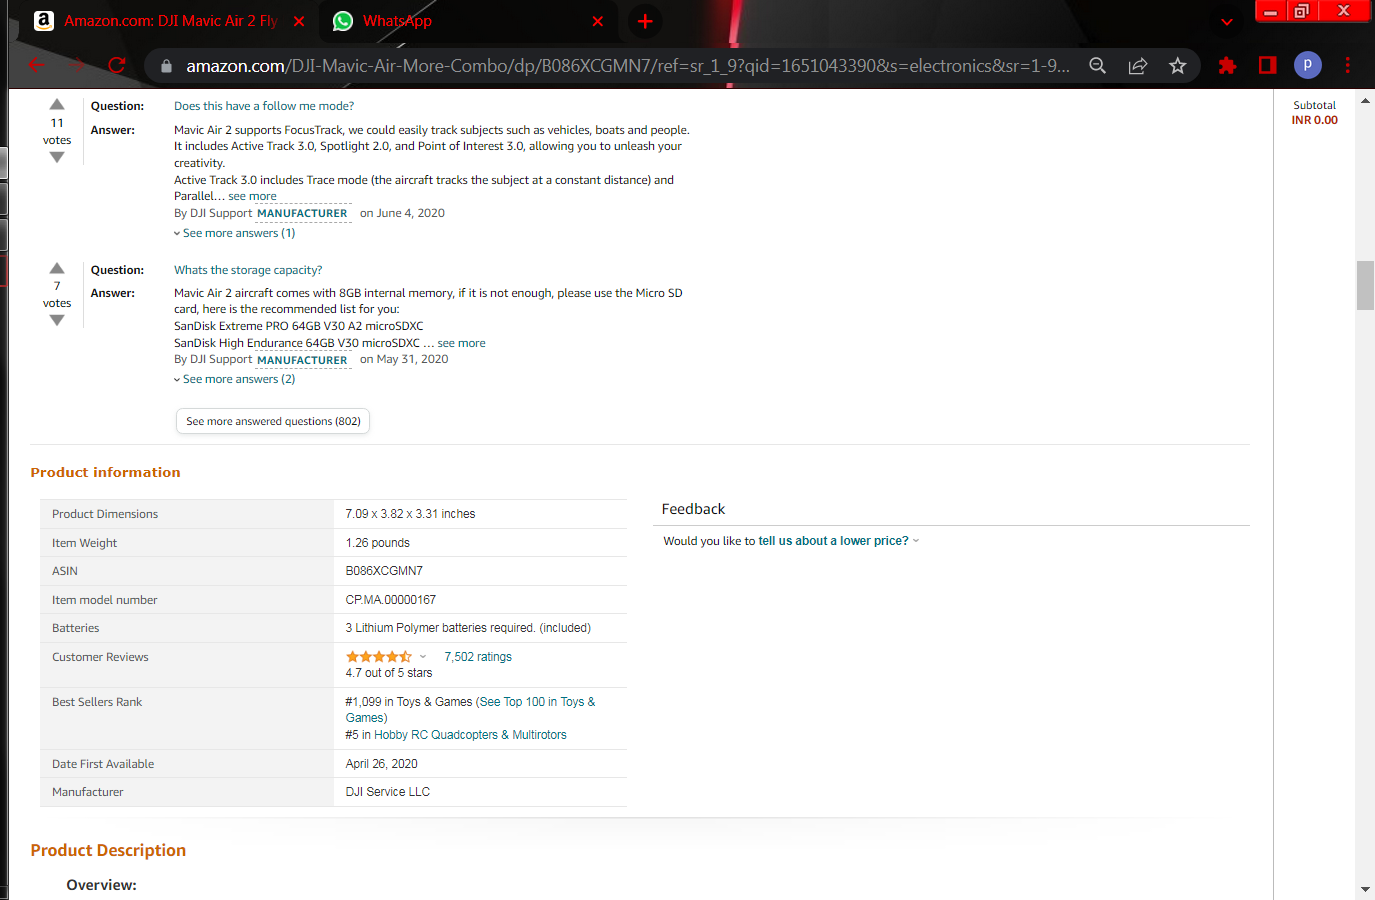 Amazon.com: DJI Mavic Air 2 Fly
WhatsApp
amazon.com/DJI-Mavic-Air-More-Combo/dp/B086XCGMN7/ref=sr_1_9?qid=1651043390&s=electronics&sr=1-9...
P
11
votes
Question: Does this have a follow me mode?
Answer: Mavic Air 2 supports FocusTrack, we could easily track subjects such as vehicles, boats and people.
It includes Active Track 3.0, Spotlight 2.0, and Point of Interest 3.0, allowing you to unleash your
creativity.
Active Track 3.0 includes Trace mode (the aircraft tracks the subject at a constant distance) and
Parallel… see more
By DJI Support MANUFACTURER on June 4, 2020
See more answers (1)
7
votes
Question: Whats the storage capacity?
Answer: Mavic Air 2 aircraft comes with 8GB internal memory, if it is not enough, please use the Micro SD
card, here is the recommended list for you:
SanDisk Extreme PRO 64GB V30 A2 microSDXC
SanDisk High Endurance 64GB V30 microSDXC … see more
By DJI Support MANUFACTURER on May 31, 2020
See more answers (2)
See more answered questions (802)
Subtotal
INR 0.00
Product information
Product Dimensions 7.09 x 3.82 x 3.31 inches
Item Weight 1.26 pounds
ASIN B086XCGMN7
Item model number CP.MA.00000167
Batteries 3 Lithium Polymer batteries required. (included)
Customer Reviews 7,502 ratings
4.7 out of 5 stars
Best Sellers Rank #1,099 in Toys & Games (See Top 100 in Toys &
Games)
#5 in Hobby RC Quadcopters & Multirotors
Date First Available April 26, 2020
Manufacturer DJI Service LLC
Feedback
Would you like to tell us about a lower price?
Product Description
Overview: